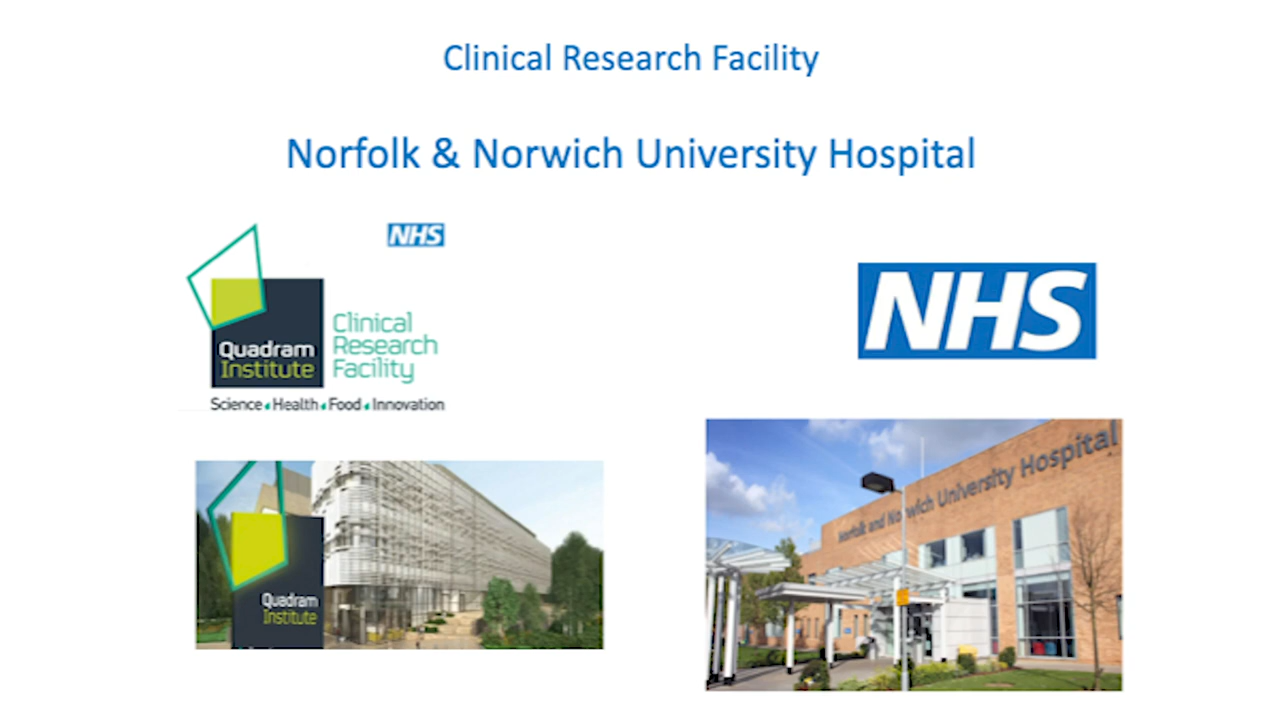 Clinical Research Facility
Norfolk & Norwich University Hospital
NHS
Clinical
Research
Facility
Quadram
Institute
Science Health Food Innovation
NHS
Quadram
Institute
Norfolk and Norwich University Hospital